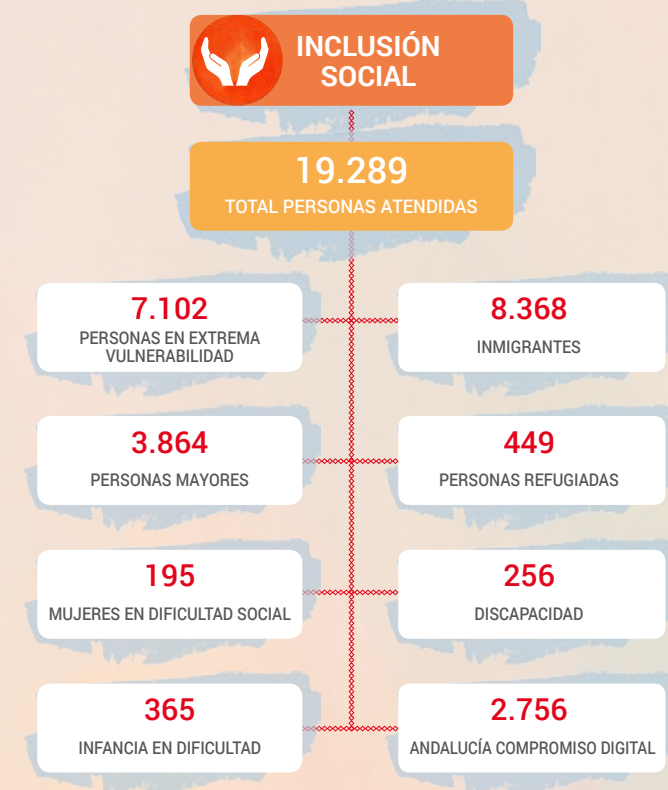 INCLUSIÓN
SOCIAL
19.289
TOTAL PERSONAS ATENDIDAS
7.102
PERSONAS EN EXTREMA
VULNERABILIDAD
8.368
INMIGRANTES
3.864
PERSONAS MAYORES
449
PERSONAS REFUGIADAS
195
MUJERES EN DIFICULTAD SOCIAL
256
DISCAPACIDAD
365
INFANCIA EN DIFICULTAD
2.756
ANDALUCÍA COMPROMISO DIGITAL